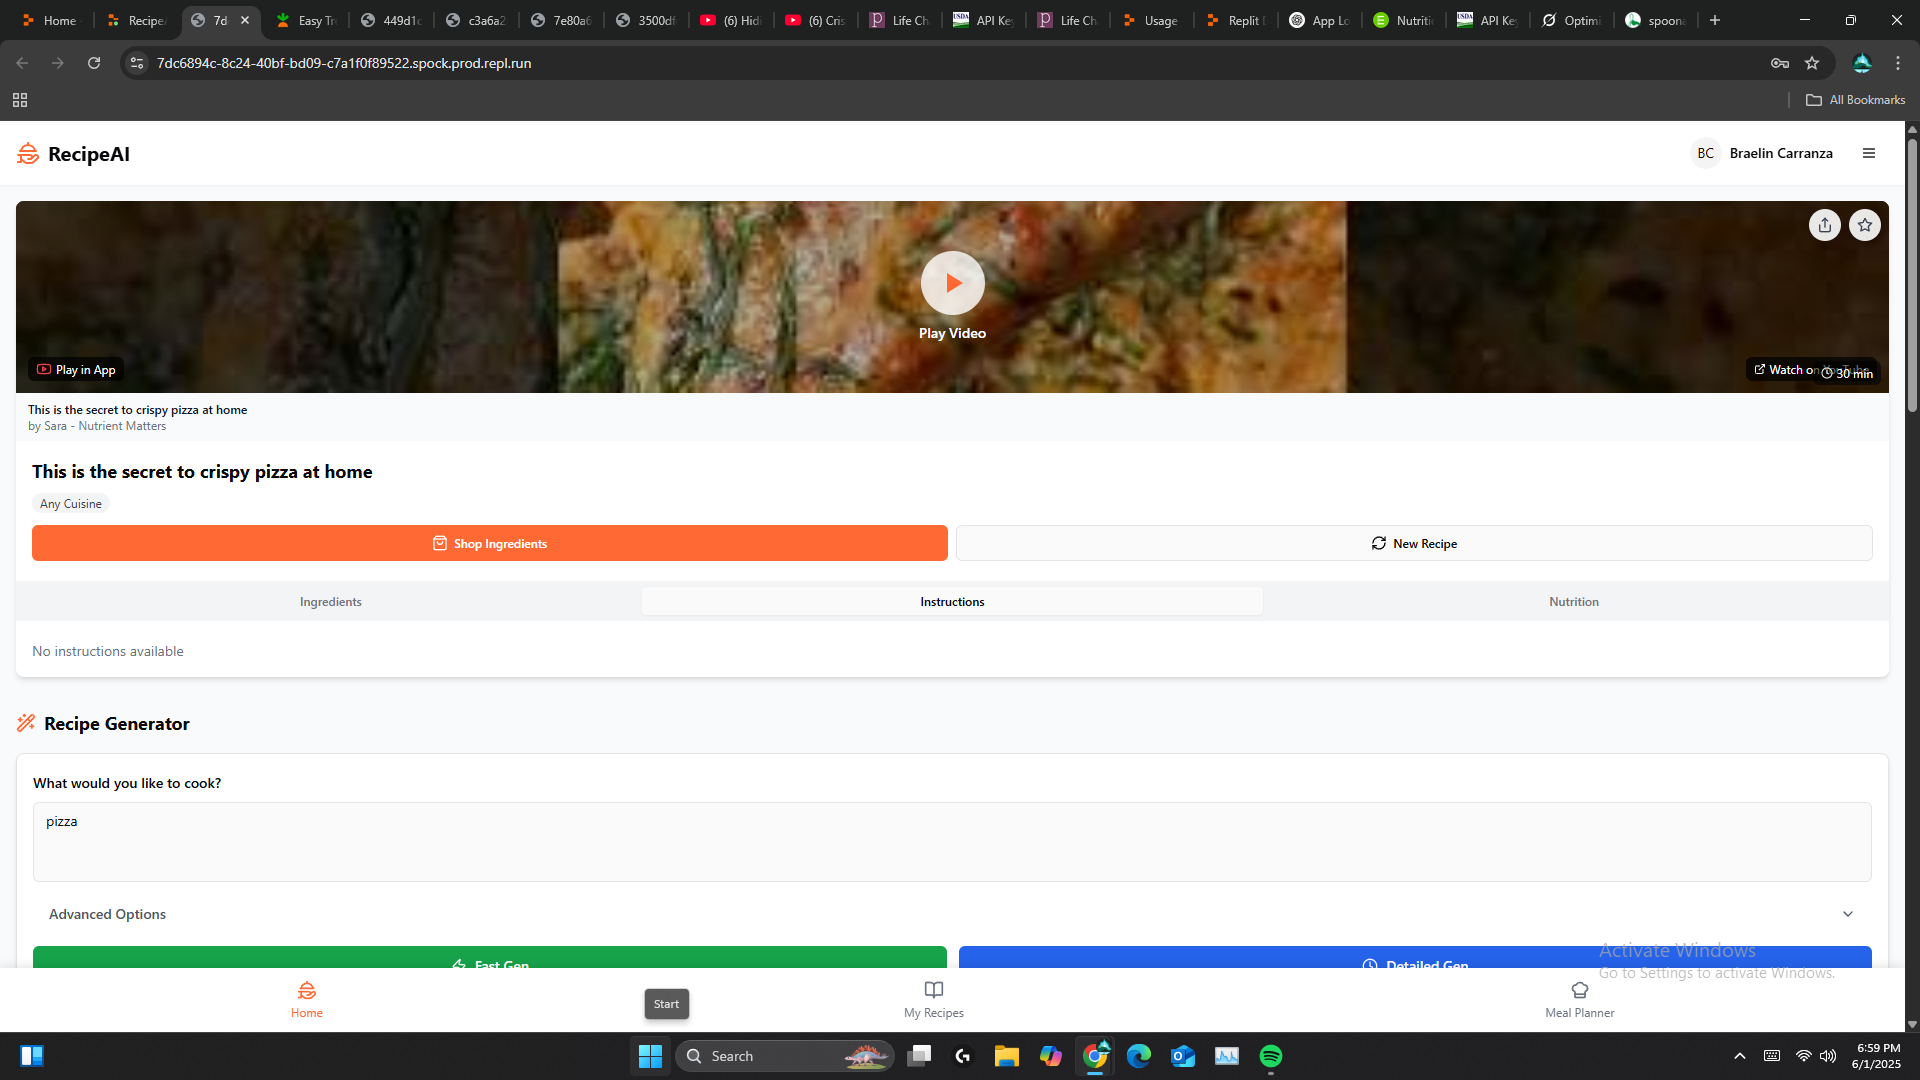 Home
Recipe
7d
Easy Tr
449d1c
c3a6a2
7e80a6
3500df
(6) Hidi
(6) Cris
Life Ch
API Key
Life Ch
Usage
Replit
App Lo
Nutriti
API Key
Optimi
spoona
7dc6894c-8c24-40bf-bd09-c7a1f0f89522.spock.prod.repl.run
All Bookmarks
RecipeAI
BC
Braelin Carranza
Play Video
Play in App
Watch on
30 min
This is the secret to crispy pizza at home
by Sara - Nutrient Matters
This is the secret to crispy pizza at home
Any Cuisine
Shop Ingredients
New Recipe
Ingredients
Instructions
Nutrition
No instructions available
Recipe Generator
What would you like to cook?
pizza
Advanced Options
Fast Gen
Detailed Gen
Activate Windows
Go to Settings to activate Windows.
Home
Start
My Recipes
Meal Planner
Search
6:59 PM
6/1/2025